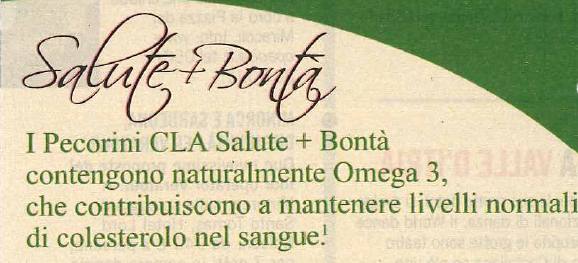 Salute + Bontà
I Pecorini CLA Salute + Bontà
contengono naturalmente Omega 3,
che contribuiscono a mantenere livelli normali
di colesterolo nel sangue.¹